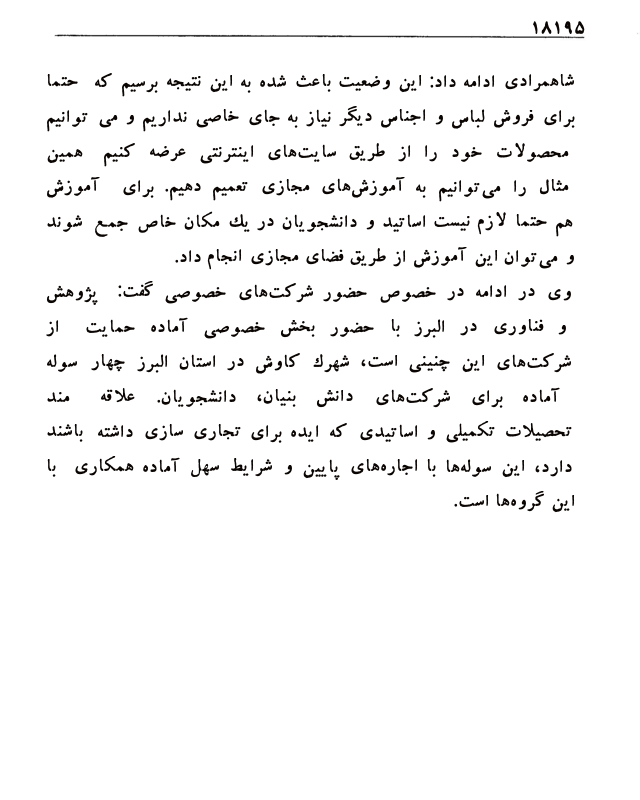 ۱۸۱۹۵
شاهمرادی ادامه داد: این وضعیت باعث شده به این نتیجه برسیم که حتما
برای فروش لباس و اجناس دیگر نیاز به جای خاصی نداریم و می توانیم
محصولات خود را از طریق سایت‌های اینترنتی عرضه کنیم همین
مثال را می‌توانیم به آموزش‌های مجازی تعمیم دهیم. برای آموزش
هم حتما لازم نیست اساتید و دانشجویان در یك مکان خاص جمع شوند
و می‌توان این آموزش از طریق فضای مجازی انجام داد.
وی در ادامه در خصوص حضور شرکت‌های خصوصی گفت: پژوهش
و فناوری در البرز با حضور بخش خصوصی آماده حمایت از
شرکت‌های این چنینی است، شهرك کاوش در استان البرز چهار سوله
آماده برای شرکت‌های دانش بنیان، دانشجویان. علاقه مند
تحصیلات تکمیلی و اساتیدی که ایده برای تجاری سازی داشته باشند
دارد، این سوله‌ها با اجاره‌های پایین و شرایط سهل آماده همکاری با
این گروه‌ها است.